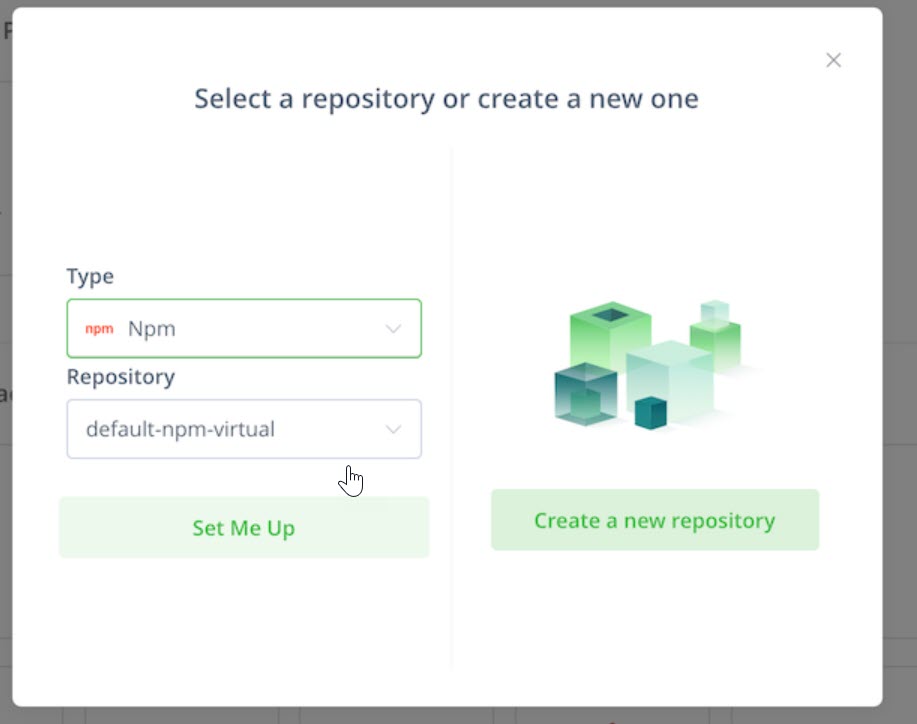 Select a repository or create a new one
Type
npm Npm
Repository
default-npm-virtual
Set Me Up
Create a new repository